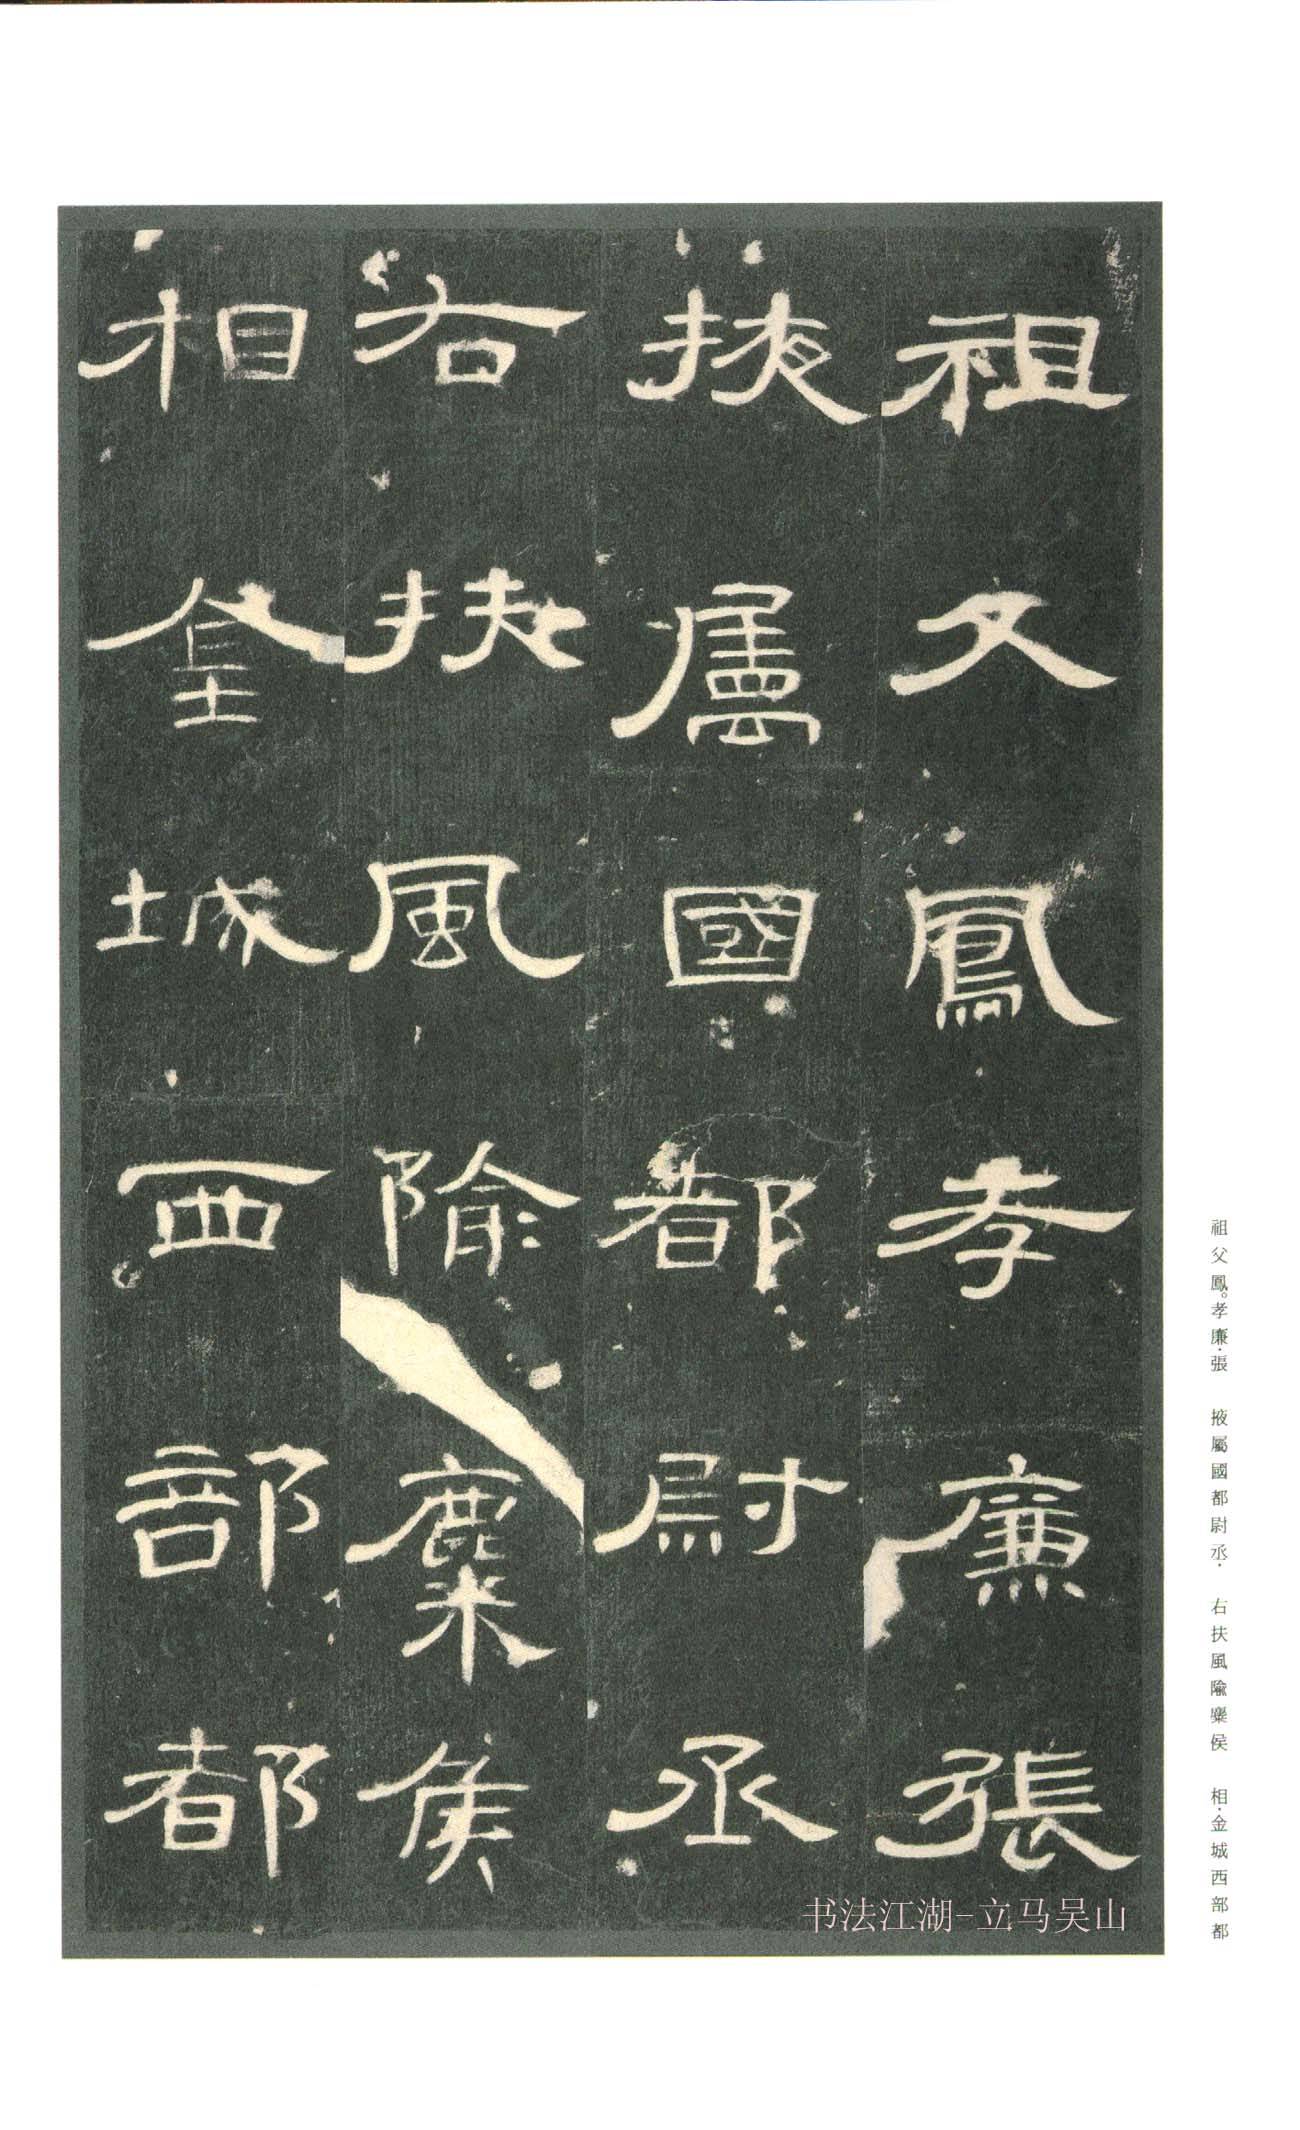 祖父鳳孝廉張
掖屬國都尉丞
右扶風隃麋侯
相金城西部都
祖父鳳。孝廉·張　掖屬國都尉丞·　右扶風隃麋侯　相·金城西部都
书法江湖-立马吴山